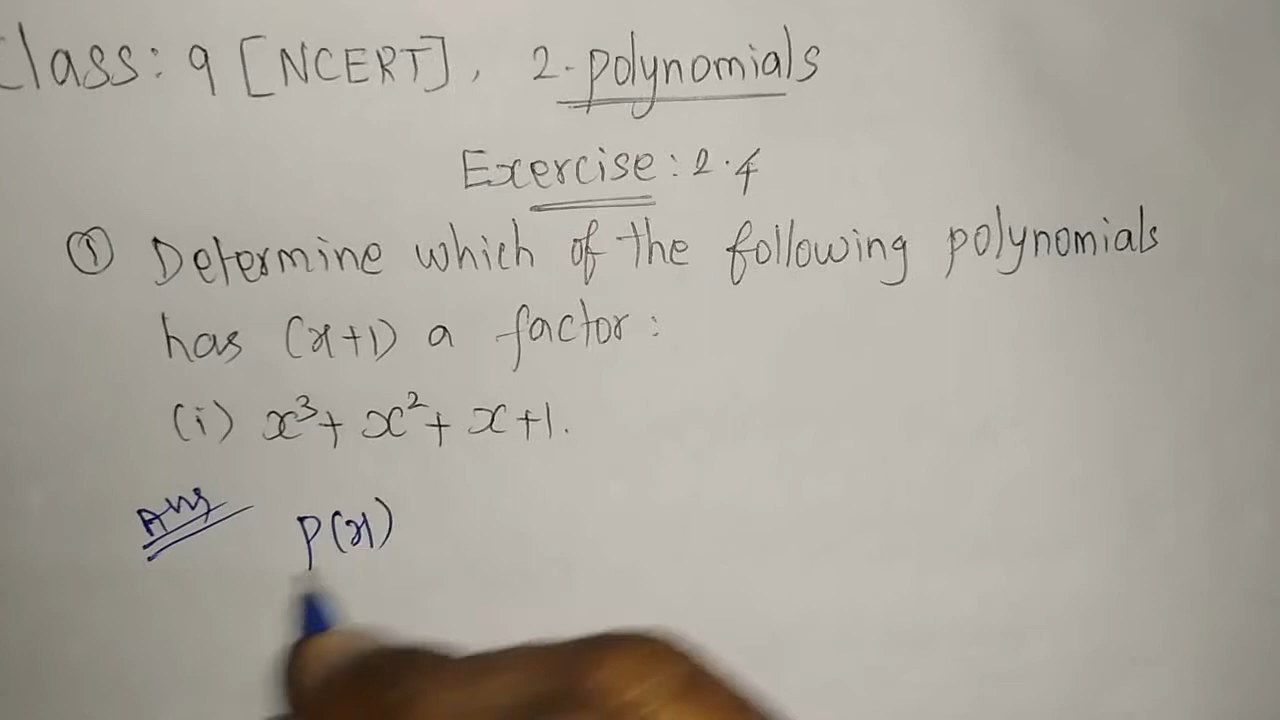 Class: 9 [NCERT], 2. polynomials
Exercise: 2.4
① Determine which of the following polynomials
has (x+1) a factor:
(i) x³ + x² + x + 1.
Ans p(x)